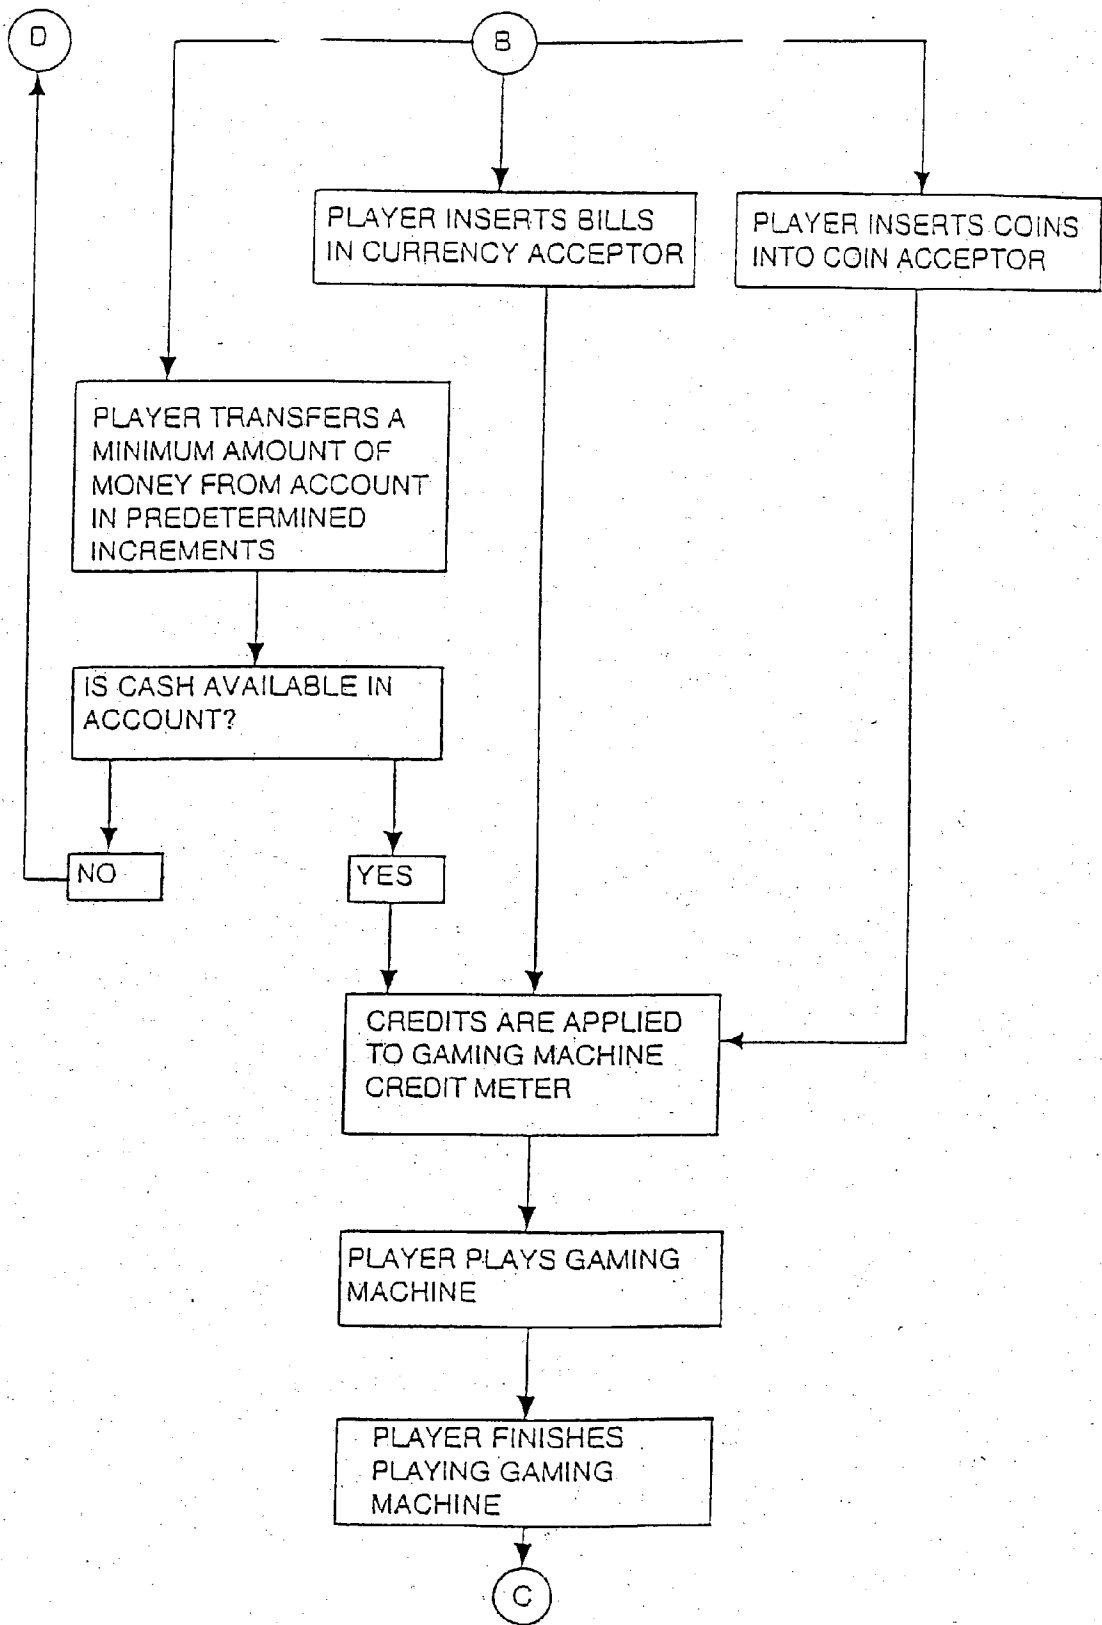 D
B
PLAYER INSERTS BILLS
IN CURRENCY ACCEPTOR
PLAYER INSERTS COINS
INTO COIN ACCEPTOR
PLAYER TRANSFERS A
MINIMUM AMOUNT OF
MONEY FROM ACCOUNT
IN PREDETERMINED
INCREMENTS
IS CASH AVAILABLE IN
ACCOUNT?
NO
YES
CREDITS ARE APPLIED
TO GAMING MACHINE
CREDIT METER
PLAYER PLAYS GAMING
MACHINE
PLAYER FINISHES
PLAYING GAMING
MACHINE
C